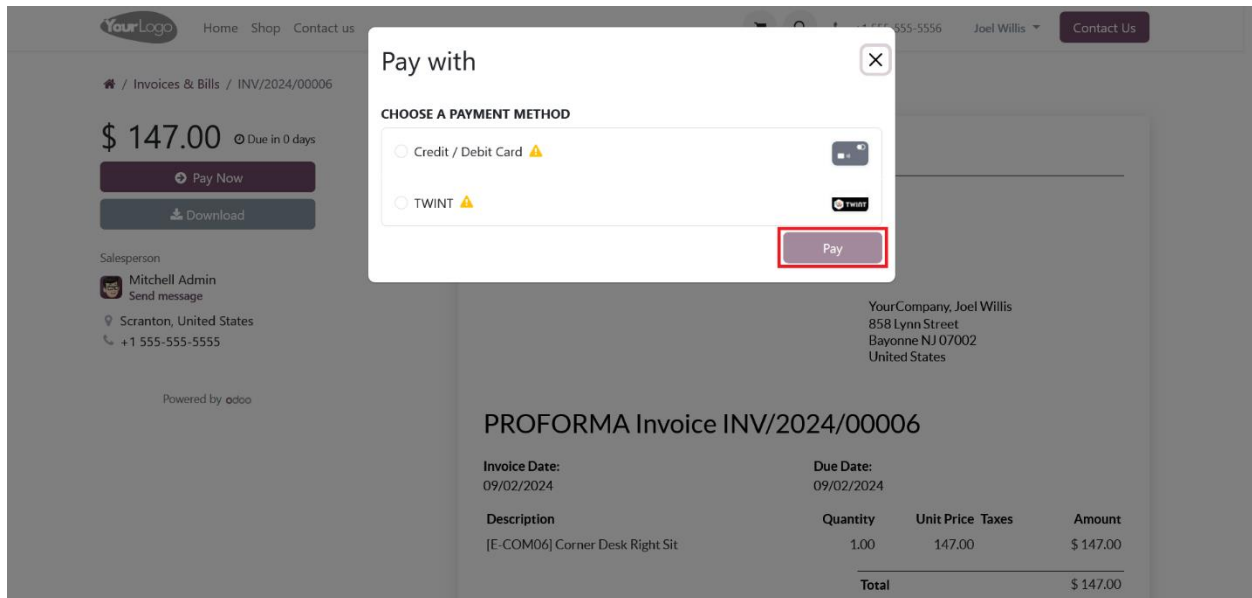 YourLogo Home Shop Contact us +1 555-555-5556 Joel Willis Contact Us
Pay with
/ Invoices & Bills / INV/2024/00006
CHOOSE A PAYMENT METHOD
$ 147.00 Due in 0 days
Credit / Debit Card
Pay Now
TWINT TWINT
Download
Pay
Salesperson
Mitchell Admin
Send message
Scranton, United States
+1 555-555-5555
Powered by odoo
YourCompany, Joel Willis
858 Lynn Street
Bayonne NJ 07002
United States
PROFORMA Invoice INV/2024/00006
Invoice Date: Due Date:
09/02/2024 09/02/2024
Description Quantity Unit Price Taxes Amount
[E-COM06] Corner Desk Right Sit 1.00 147.00 $ 147.00
Total $ 147.00